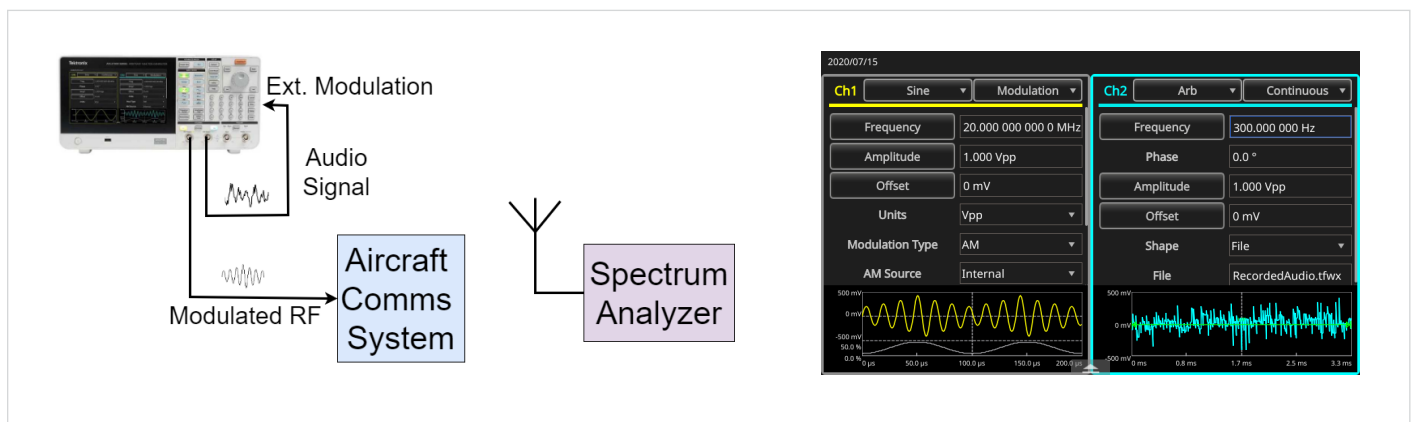 Tektronix
Ext. Modulation
Audio
Signal
Modulated RF
Aircraft
Comms
System
Spectrum
Analyzer
2020/07/15
Ch1 Sine Modulation
Frequency 20.000 000 000 0 MHz
Amplitude 1.000 Vpp
Offset 0 mV
Units Vpp
Modulation Type AM
AM Source Internal
500 mV
0 mV
-500 mV
50.0 %
0.0 %
0 µs 50.0 µs 100.0 µs 150.0 µs 200.0 µs
Ch2 Arb Continuous
Frequency 300.000 000 Hz
Phase 0.0 °
Amplitude 1.000 Vpp
Offset 0 mV
Shape File
File RecordedAudio.tfwx
500 mV
0 mV
-500 mV
0 ms 0.8 ms 1.7 ms 2.5 ms 3.3 ms